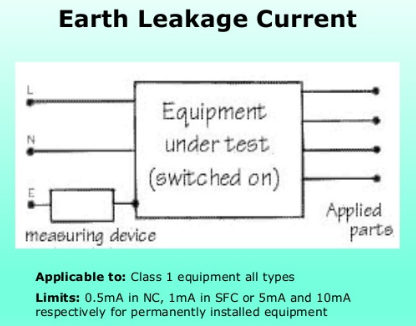 Earth Leakage Current
L
Equipment
under test
N
(switched on)
E
Applied
parts
measuring device
Applicable to: Class 1 equipment all types
Limits: 0.5mA in NC, 1mA in SFC or 5mA and 10mA
respectively for permanently installed equipment